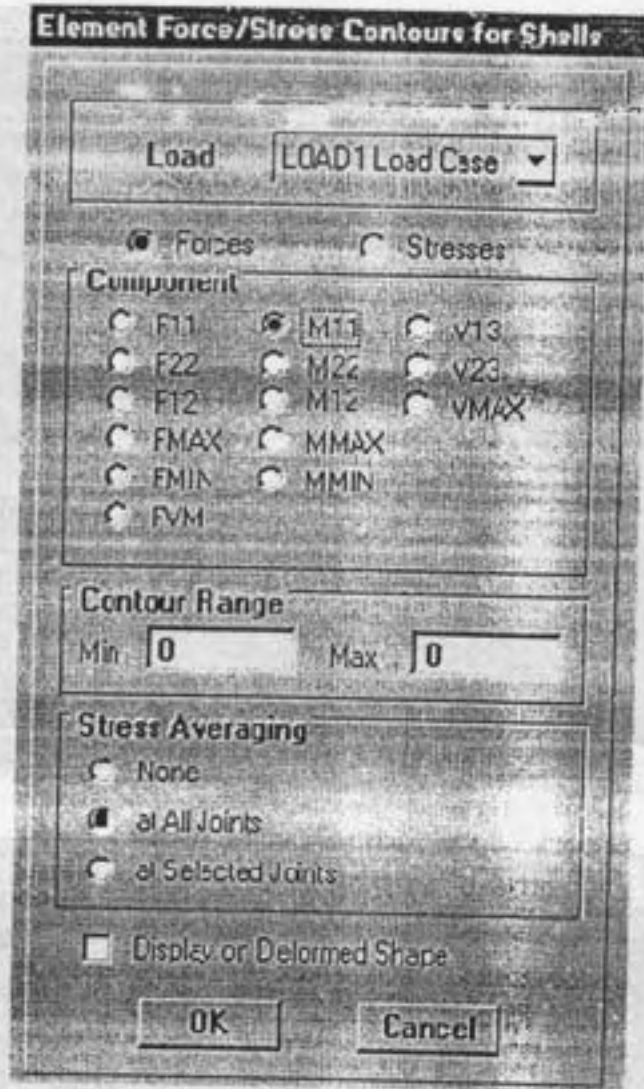 Element Force/Stress Contours for Shells
Load LOAD1 Load Case
Forces Stresses
Component
F11 M11 V13
F22 M22 V23
F12 M12 VMAX
FMAX MMAX
FMIN MMIN
FVM
Contour Range
Min 0 Max 0
Stress Averaging
None
at All Joints
at Selected Joints
Display on Deformed Shape
OK Cancel